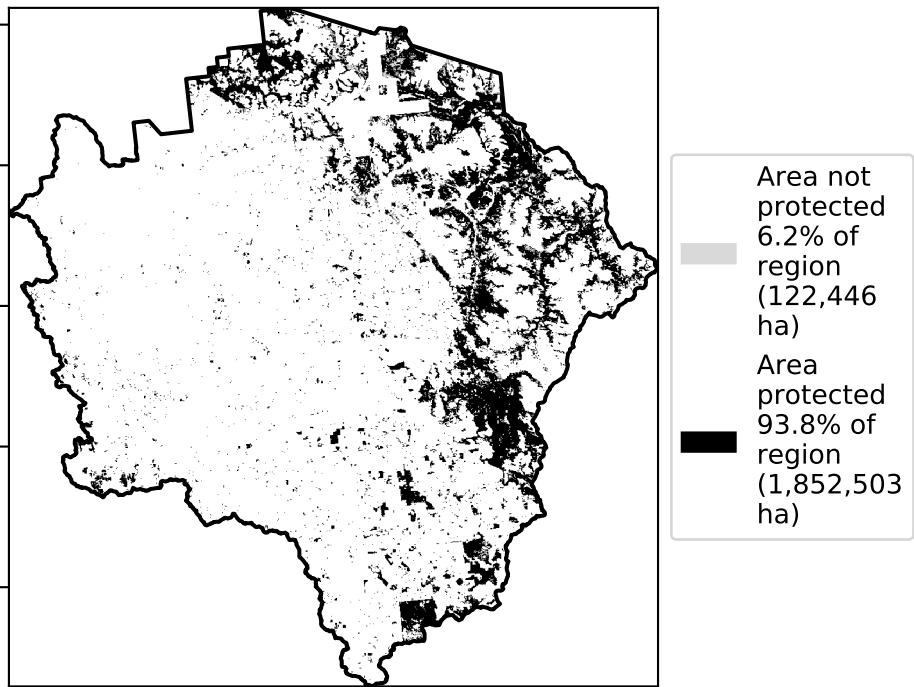 Area not
protected
6.2% of
region
(122,446
ha)
Area
protected
93.8% of
region
(1,852,503
ha)